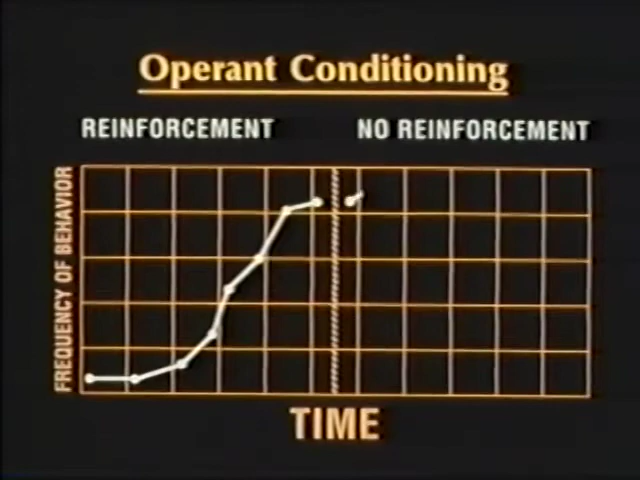 Operant Conditioning
REINFORCEMENT
NO REINFORCEMENT
FREQUENCY OF BEHAVIOR
TIME